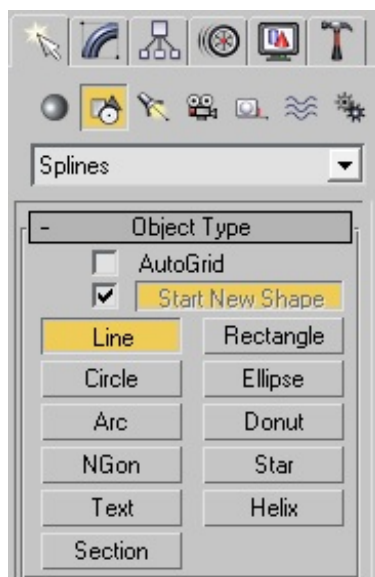 Splines
- Object Type
AutoGrid
Start New Shape
Line Rectangle
Circle Ellipse
Arc Donut
NGon Star
Text Helix
Section